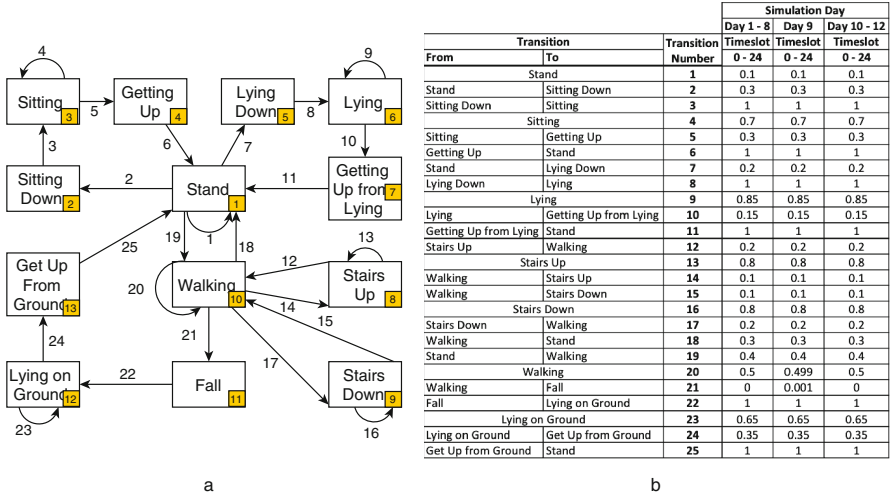 4
Sitting
3
5
Getting
Up
4
6
Lying
Down
5
7
8
9
Lying
6
10
Getting
Up from
Lying
7
11
3
Sitting
Down
2
2
Stand
1
1
19
18
25
Get Up
From
Ground
13
20
Walking
10
12
13
Stairs
Up
8
14
15
24
21
17
Lying on
Ground
12
22
23
Fall
11
Stairs
Down
9
16
a
Simulation Day
Day 1 - 8 Day 9 Day 10 - 12
Transition Transition Timeslot Timeslot Timeslot
From To Number 0 - 24 0 - 24 0 - 24
Stand 1 0.1 0.1 0.1
Stand Sitting Down 2 0.3 0.3 0.3
Sitting Down Sitting 3 1 1 1
Sitting 4 0.7 0.7 0.7
Sitting Getting Up 5 0.3 0.3 0.3
Getting Up Stand 6 1 1 1
Stand Lying Down 7 0.2 0.2 0.2
Lying Down Lying 8 1 1 1
Lying 9 0.85 0.85 0.85
Lying Getting Up from Lying 10 0.15 0.15 0.15
Getting Up from Lying Stand 11 1 1 1
Stairs Up Walking 12 0.2 0.2 0.2
Stairs Up 13 0.8 0.8 0.8
Walking Stairs Up 14 0.1 0.1 0.1
Walking Stairs Down 15 0.1 0.1 0.1
Stairs Down 16 0.8 0.8 0.8
Stairs Down Walking 17 0.2 0.2 0.2
Walking Stand 18 0.3 0.3 0.3
Stand Walking 19 0.4 0.4 0.4
Walking 20 0.5 0.499 0.5
Walking Fall 21 0 0.001 0
Fall Lying on Ground 22 1 1 1
Lying on Ground 23 0.65 0.65 0.65
Lying on Ground Get Up from Ground 24 0.35 0.35 0.35
Get Up from Ground Stand 25 1 1 1
b